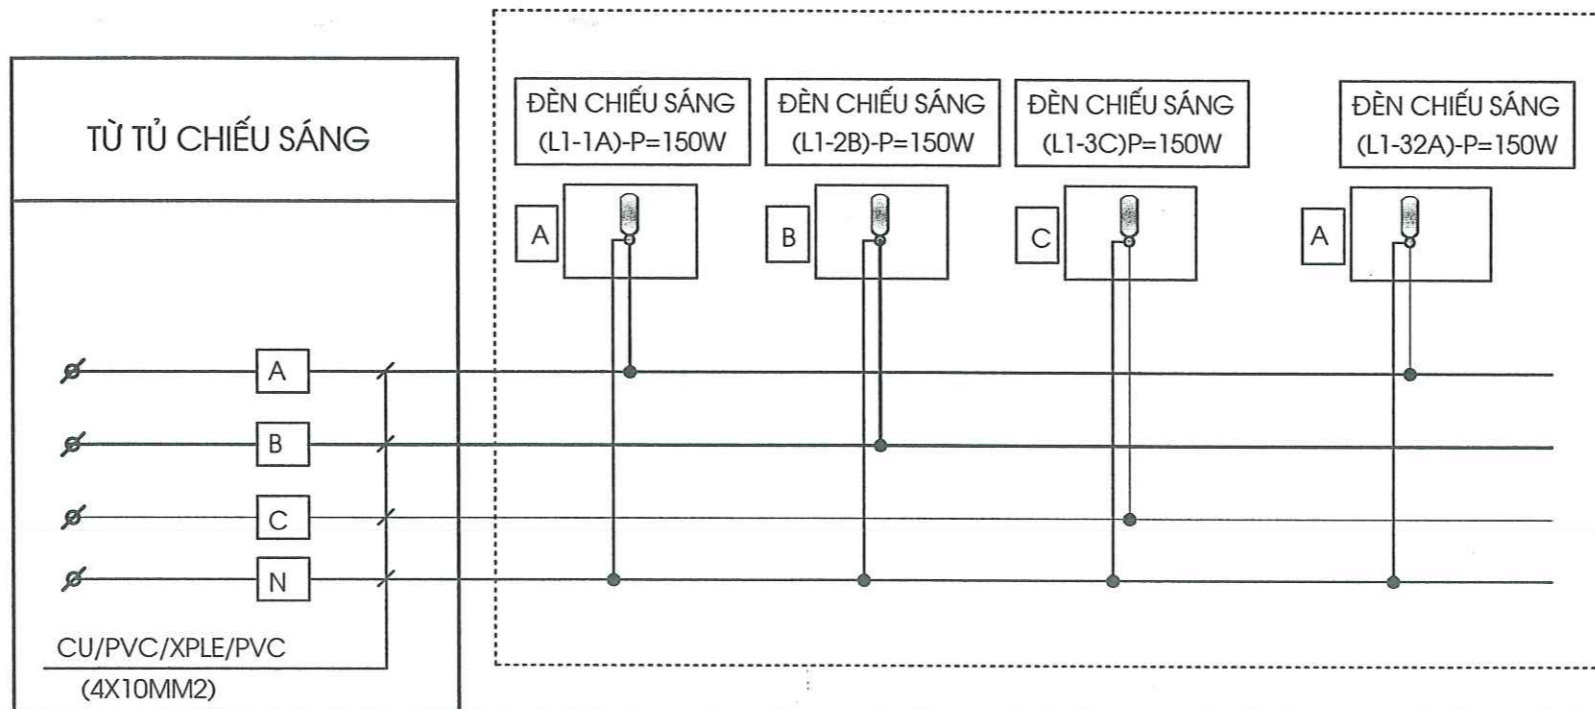 TỪ TỦ CHIẾU SÁNG
ĐÈN CHIẾU SÁNG
(L1-1A)-P=150W
ĐÈN CHIẾU SÁNG
(L1-2B)-P=150W
ĐÈN CHIẾU SÁNG
(L1-3C)P=150W
ĐÈN CHIẾU SÁNG
(L1-32A)-P=150W
A
B
C
A
A
B
C
N
CU/PVC/XPLE/PVC
(4X10MM2)